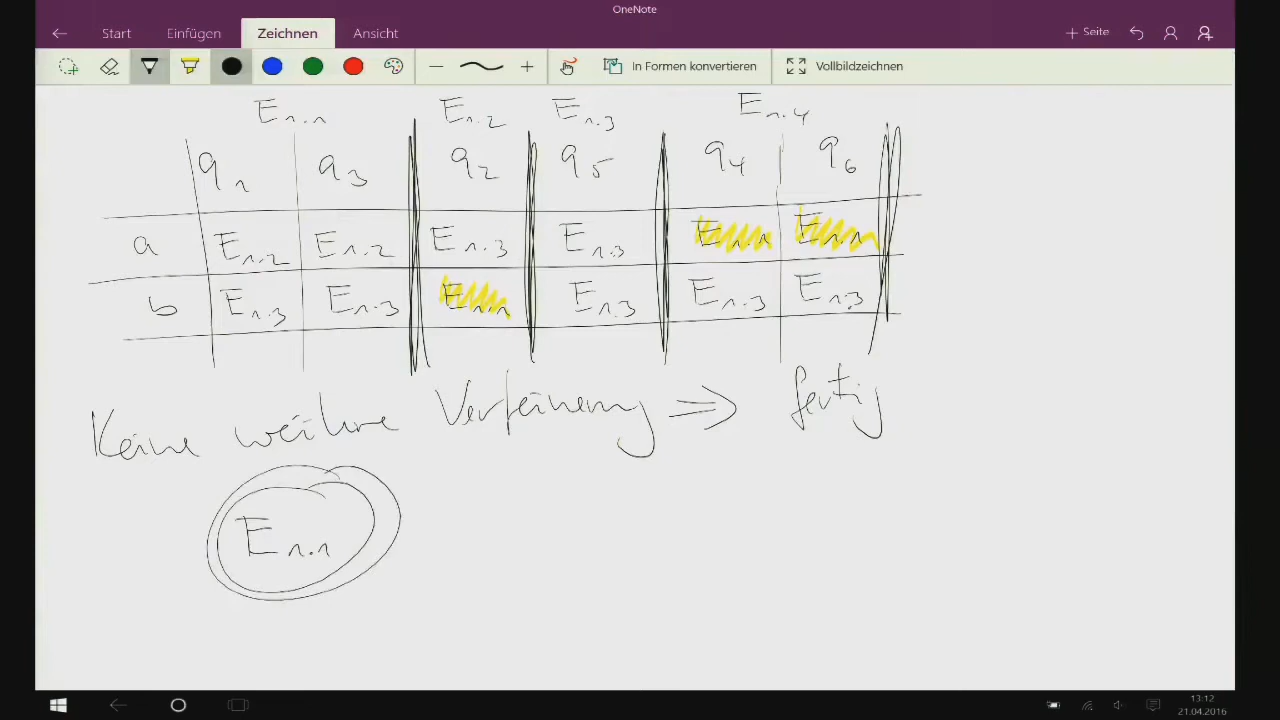 OneNote
Start Einfügen Zeichnen Ansicht + Seite
In Formen konvertieren Vollbildzeichnen
E1.1 E1.2 E1.3 E1.4
q1 q3 q2 q5 q4 q6
a E1.2 E1.2 E1.3 E1.3 E1.1 E1.1
b E1.3 E1.3 E1.1 E1.3 E1.3 E1.3
Keine weitere Verfeinerung => fertig
E1.1
13:12
21.04.2016